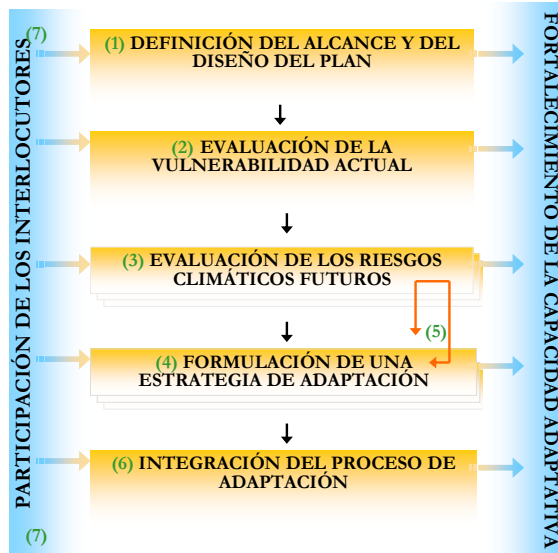 (7)
PARTICIPACIÓN DE LOS INTERLOCUTORES
(7)
(1) DEFINICIÓN DEL ALCANCE Y DEL
DISEÑO DEL PLAN
(2) EVALUACIÓN DE LA
VULNERABILIDAD ACTUAL
(3) EVALUACIÓN DE LOS RIESGOS
CLIMÁTICOS FUTUROS
(5)
(4) FORMULACIÓN DE UNA
ESTRATEGIA DE ADAPTACIÓN
(6) INTEGRACIÓN DEL PROCESO DE
ADAPTACIÓN
FORTALECIMIENTO DE LA CAPACIDAD ADAPTATIVA